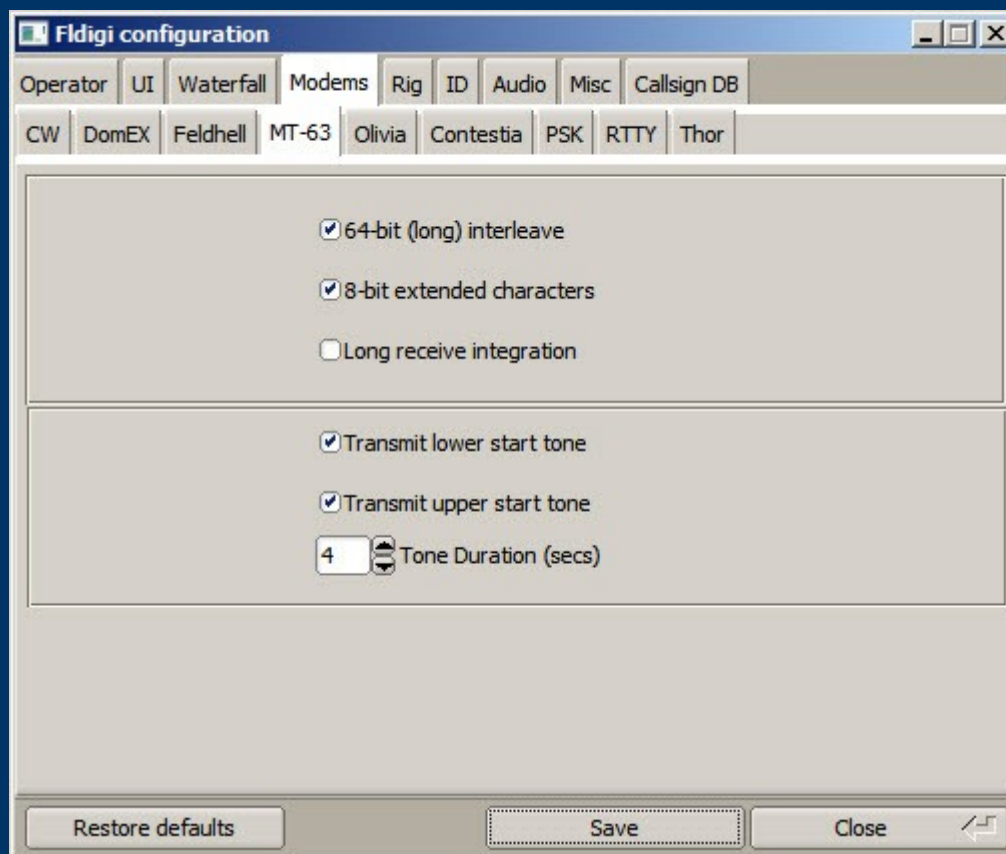 Fldigi configuration
Operator UI Waterfall Modems Rig ID Audio Misc Callsign DB
CW DomEX Feldhell MT-63 Olivia Contestia PSK RTTY Thor
64-bit (long) interleave
8-bit extended characters
Long receive integration
Transmit lower start tone
Transmit upper start tone
4 Tone Duration (secs)
Restore defaults Save Close